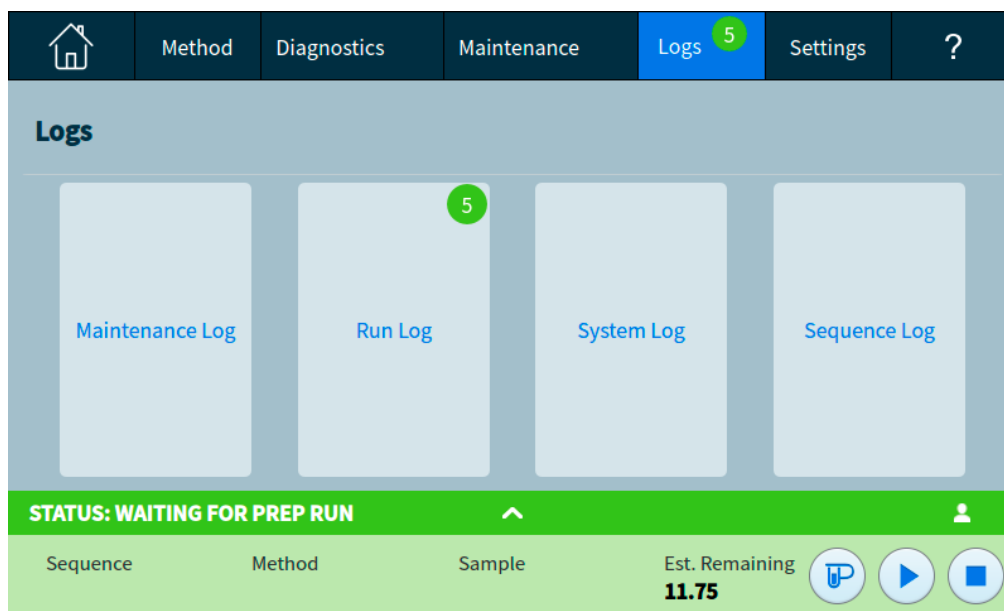 Method Diagnostics Maintenance Logs 5 Settings ?
Logs
5
Maintenance Log Run Log System Log Sequence Log
STATUS: WAITING FOR PREP RUN
Sequence Method Sample Est. Remaining
11.75